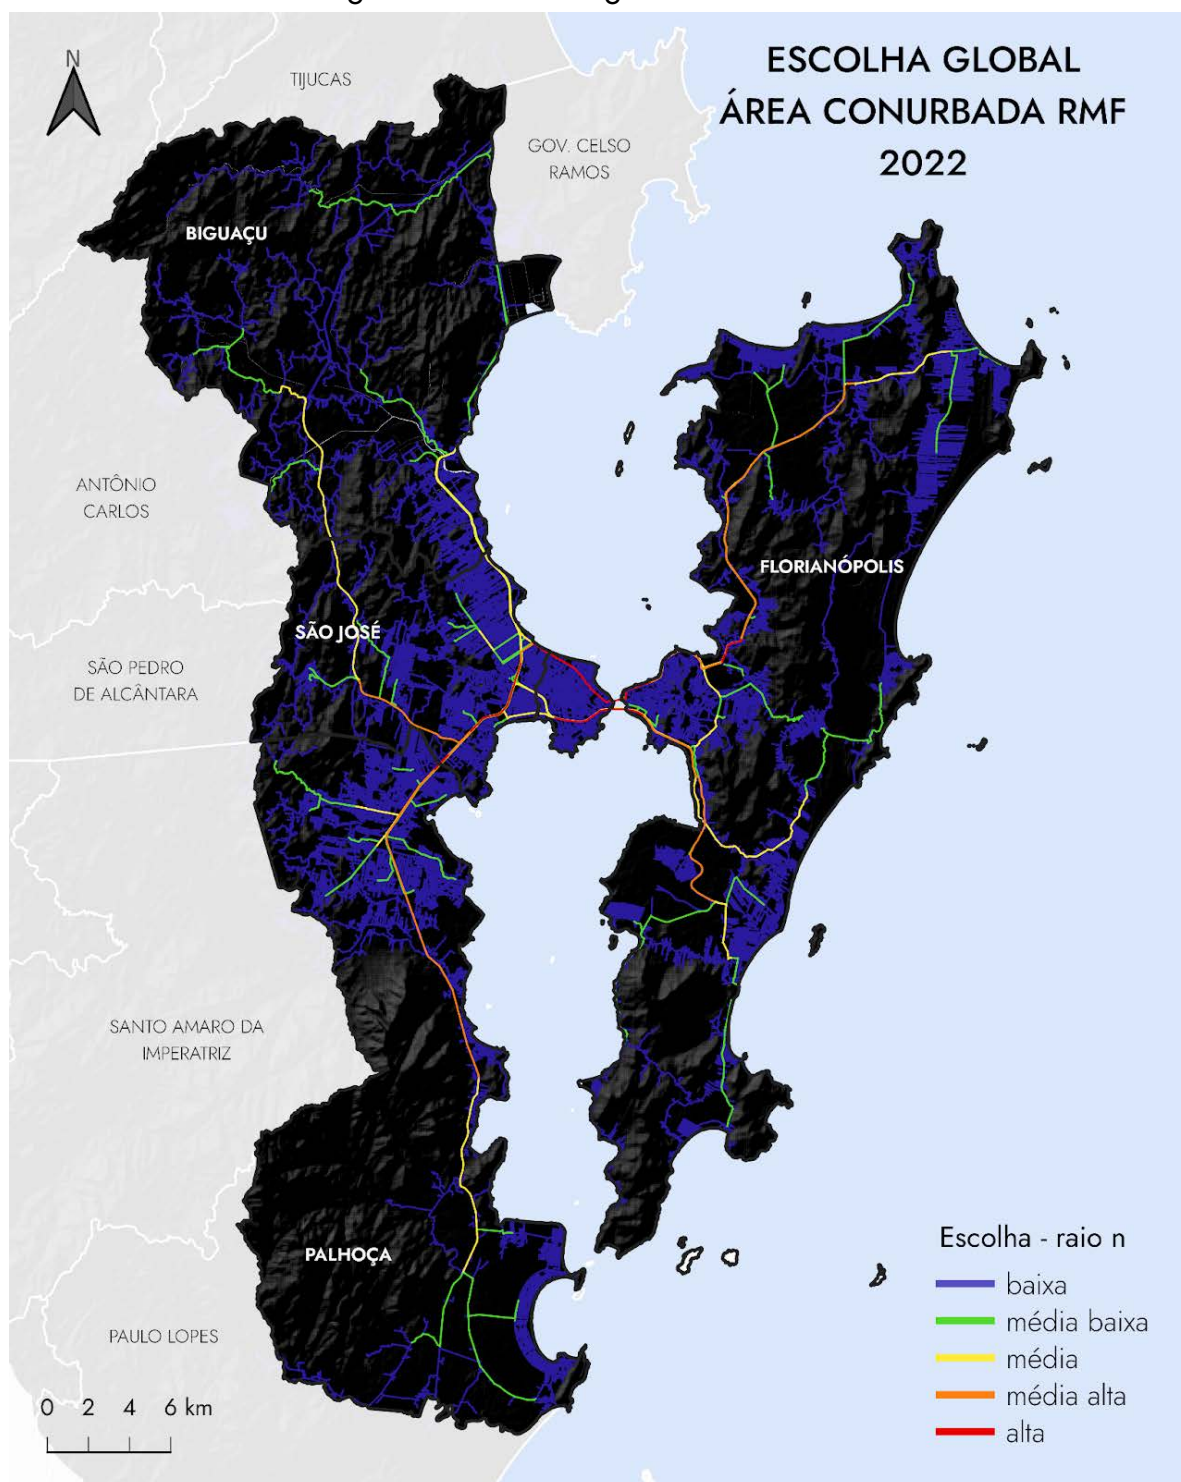 ESCOLHA GLOBAL
ÁREA CONURBADA RMF
2022
N
TIJUCAS
GOV. CELSO
RAMOS
BIGUAÇU
ANTÔNIO
CARLOS
FLORIANÓPOLIS
SÃO JOSÉ
SÃO PEDRO
DE ALCÂNTARA
SANTO AMARO DA
IMPERATRIZ
PALHOÇA
PAULO LOPES
0 2 4 6 km
Escolha - raio n
baixa
média baixa
média
média alta
alta